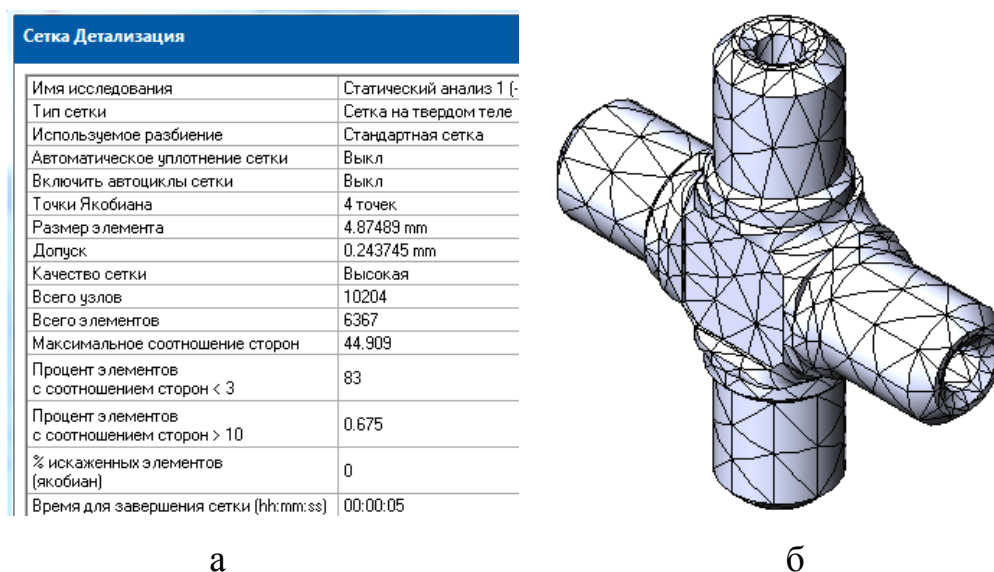 Сетка Детализация
Имя исследования Статический анализ 1 (-
Тип сетки Сетка на твердом теле
Используемое разбиение Стандартная сетка
Автоматическое уплотнение сетки Выкл
Включить автоциклы сетки Выкл
Точки Якобиана 4 точек
Размер элемента 4.87489 mm
Допуск 0.243745 mm
Качество сетки Высокая
Всего узлов 10204
Всего элементов 6367
Максимальное соотношение сторон 44.909
Процент элементов
с соотношением сторон < 3 83
Процент элементов
с соотношением сторон > 10 0.675
% искаженных элементов
(якобиан) 0
Время для завершения сетки (hh:mm:ss) 00:00:05
а б